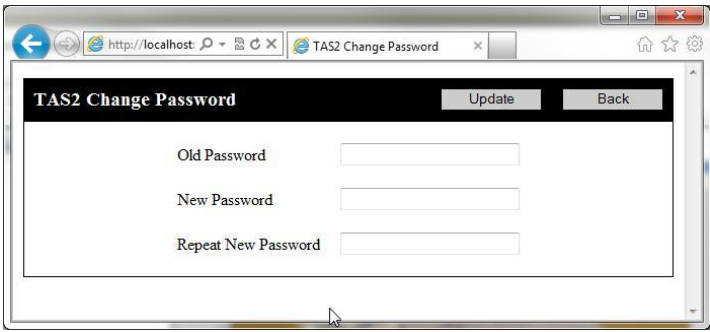 http://localhost:
TAS2 Change Password
TAS2 Change Password
Update
Back
Old Password
New Password
Repeat New Password